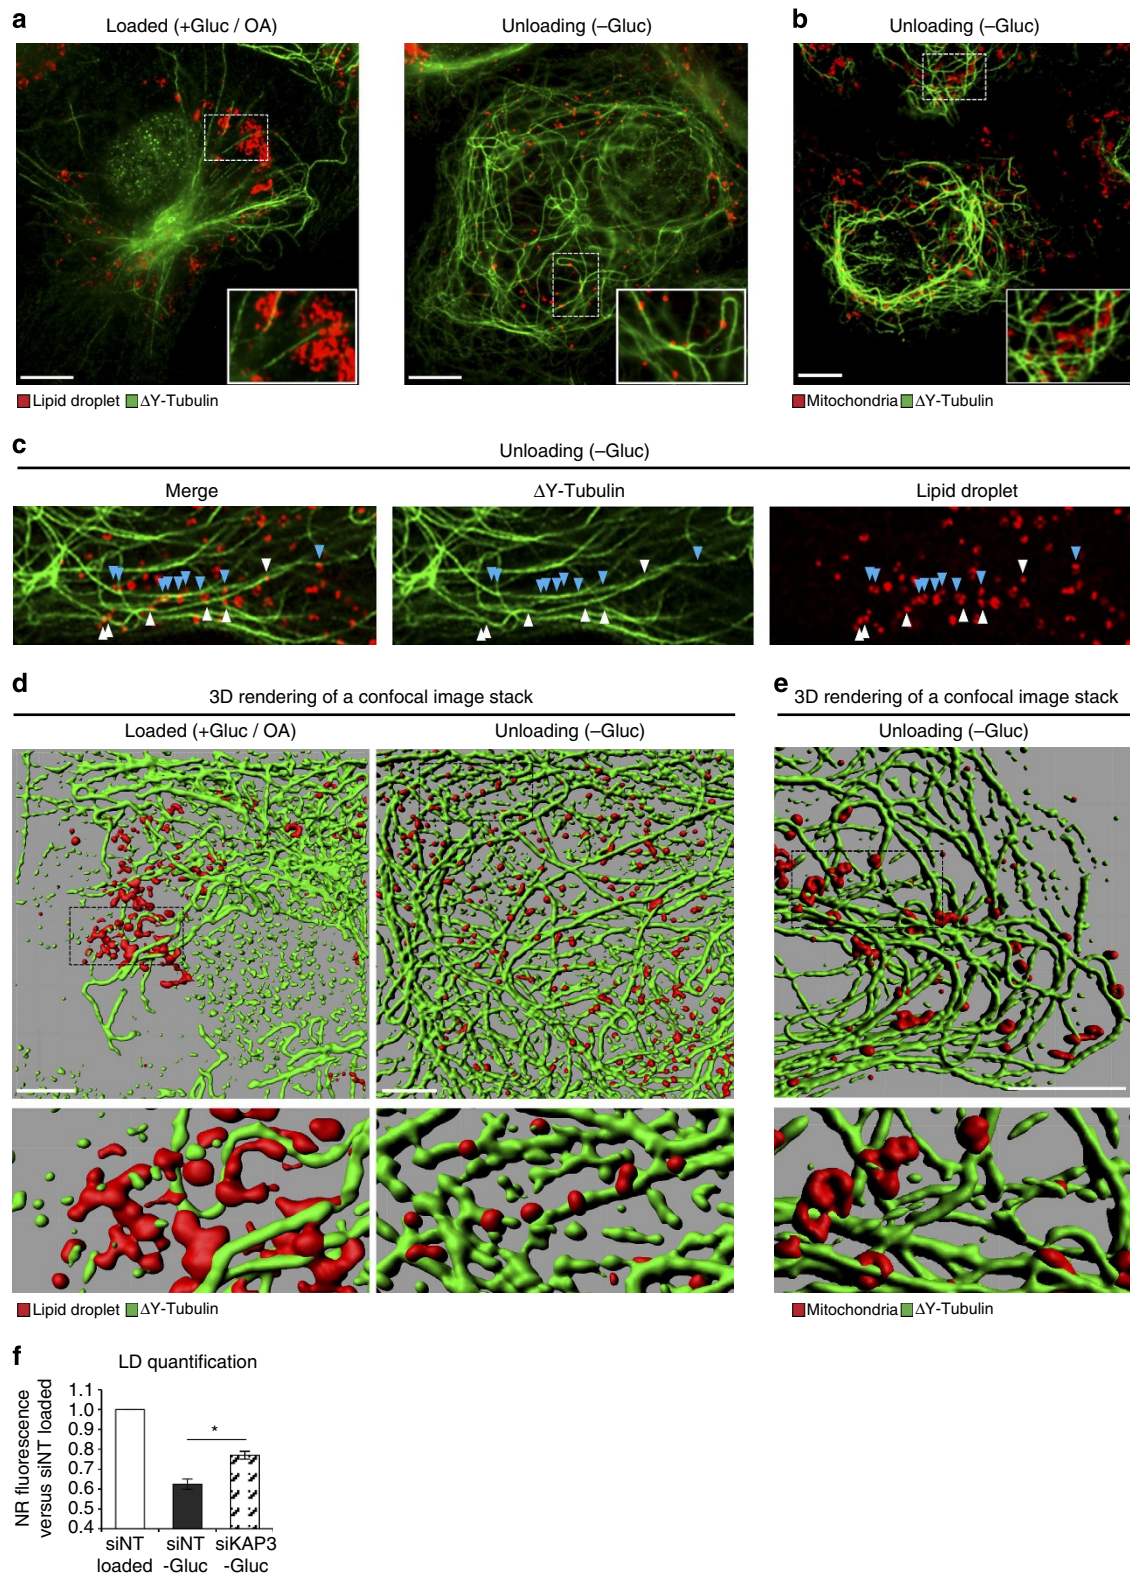 a
Loaded (+Gluc / OA)
Unloading (–Gluc)
b
Unloading (–Gluc)
Lipid droplet ΔY-Tubulin
Mitochondria ΔY-Tubulin
c
Unloading (–Gluc)
Merge
ΔY-Tubulin
Lipid droplet
d
3D rendering of a confocal image stack
Loaded (+Gluc / OA)
Unloading (–Gluc)
e
3D rendering of a confocal image stack
Unloading (–Gluc)
Lipid droplet ΔY-Tubulin
Mitochondria ΔY-Tubulin
f
LD quantification
NR fluorescence
versus siNT loaded
1.1
1.0
0.9
0.8
0.7
0.6
0.5
0.4
*
siNT
loaded
siNT
-Gluc
siKAP3
-Gluc